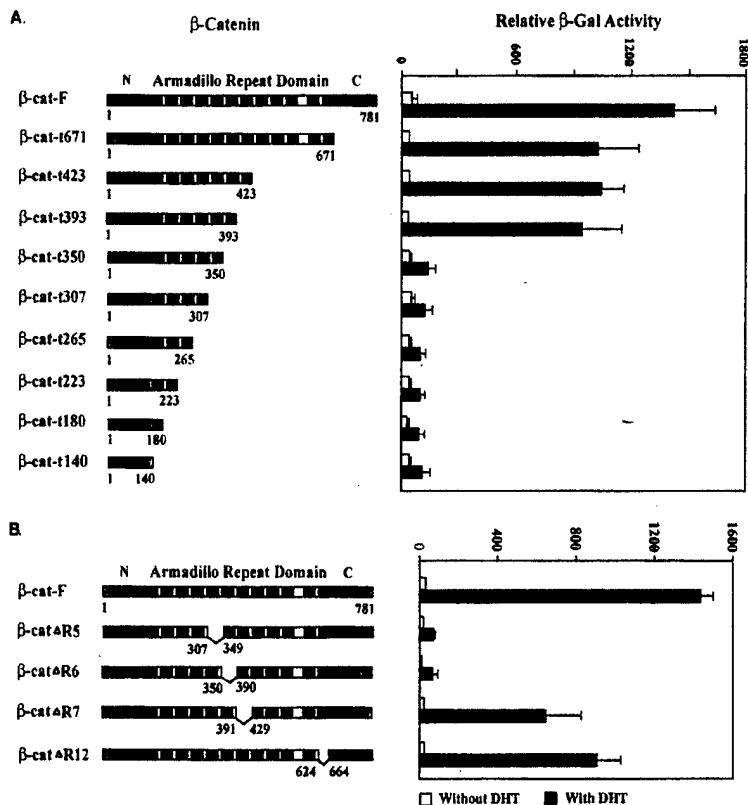 A.
β-Catenin
Relative β-Gal Activity
0 600 1200 1800
N Armadillo Repeat Domain C
β-cat-F
1 781
β-cat-t671
1 671
β-cat-t423
1 423
β-cat-t393
1 393
β-cat-t350
1 350
β-cat-t307
1 307
β-cat-t265
1 265
β-cat-t223
1 223
β-cat-t180
1 180
β-cat-t140
1 140
B.
0 400 800 1200 1600
N Armadillo Repeat Domain C
β-cat-F
1 781
β-cat▲R5
307 349
β-cat▲R6
350 390
β-cat▲R7
391 429
β-cat▲R12
624 664
Without DHT With DHT